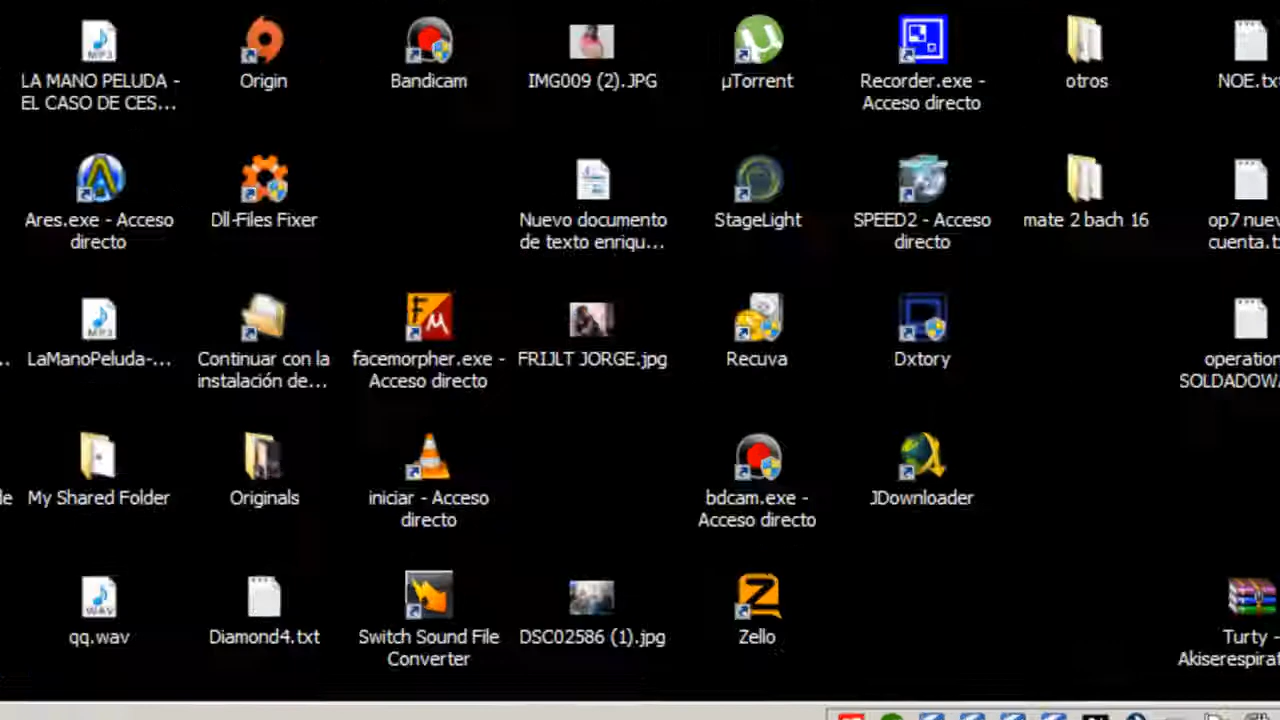 LA MANO PELUDA -
EL CASO DE CES...
Origin
Bandicam
IMG009 (2).JPG
µTorrent
Recorder.exe -
Acceso directo
otros
NOE.tx
Ares.exe - Acceso
directo
Dll-Files Fixer
Nuevo documento
de texto enriqu...
StageLight
SPEED2 - Acceso
directo
mate 2 bach 16
op7 nue
cuenta.t
LaManoPeluda-...
Continuar con la
instalación de...
facemorpher.exe -
Acceso directo
FRIJLT JORGE.jpg
Recuva
Dxtory
operation
SOLDADOW
My Shared Folder
Originals
iniciar - Acceso
directo
bdcam.exe -
Acceso directo
JDownloader
qq.wav
Diamond4.txt
Switch Sound File
Converter
DSC02586 (1).jpg
Zello
Turty -
Akiserespira